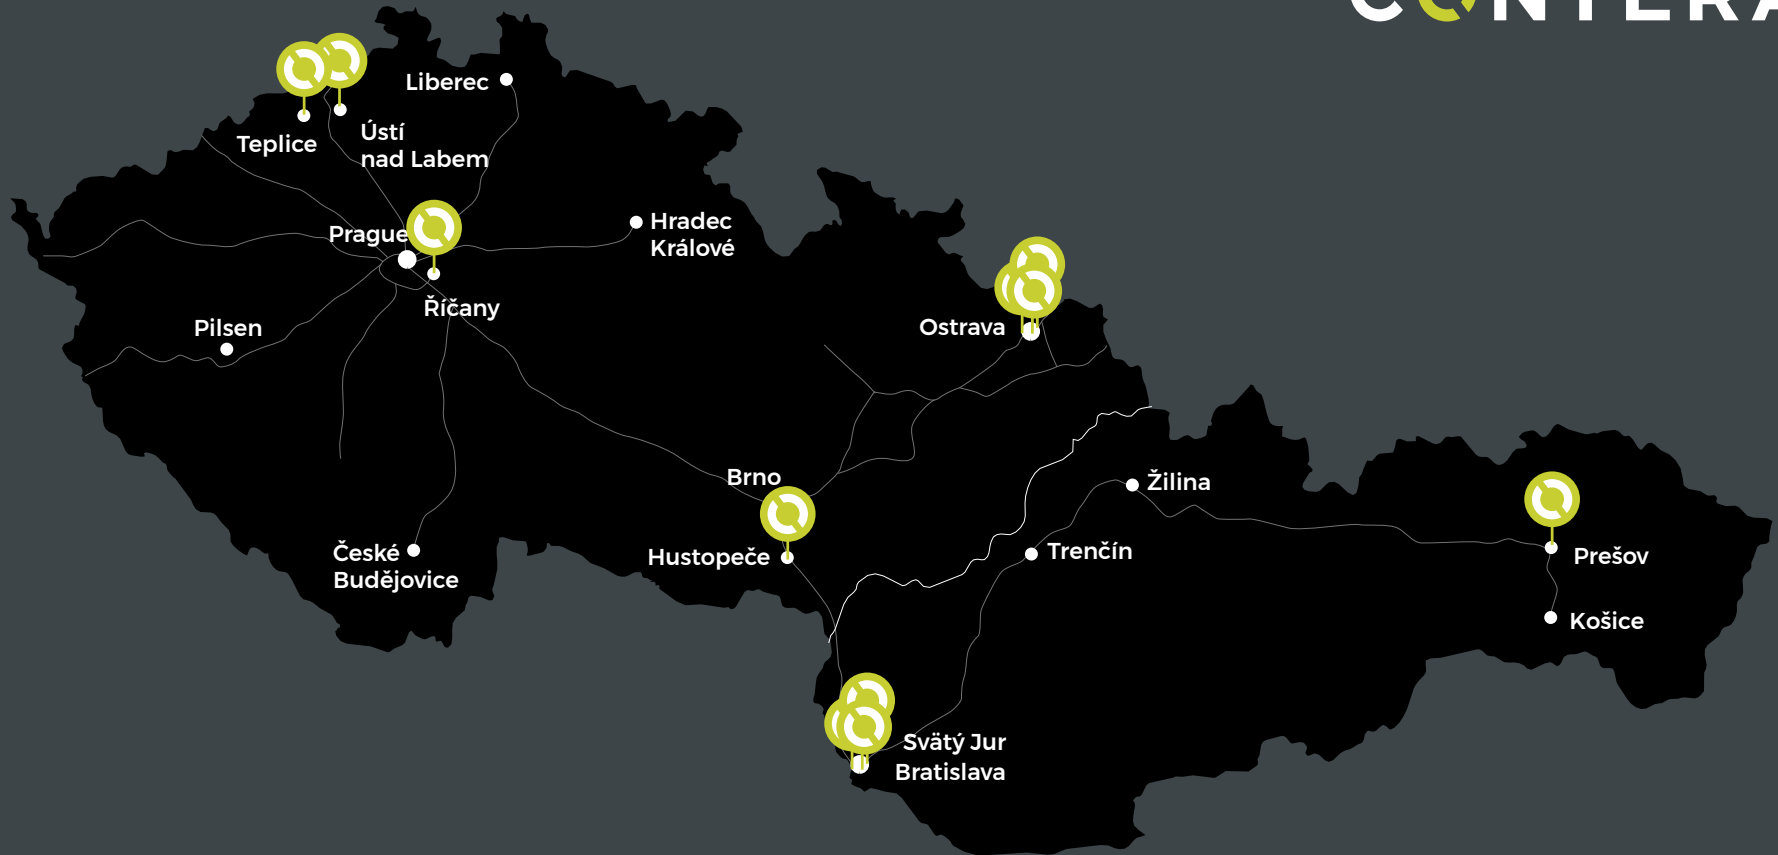 CONTERA
Liberec
Ústí
nad Labem
Teplice
Prague
Hradec
Králové
Říčany
Pilsen
Ostrava
Brno
Žilina
České
Budějovice
Hustopeče
Trenčín
Prešov
Košice
Svätý Jur
Bratislava